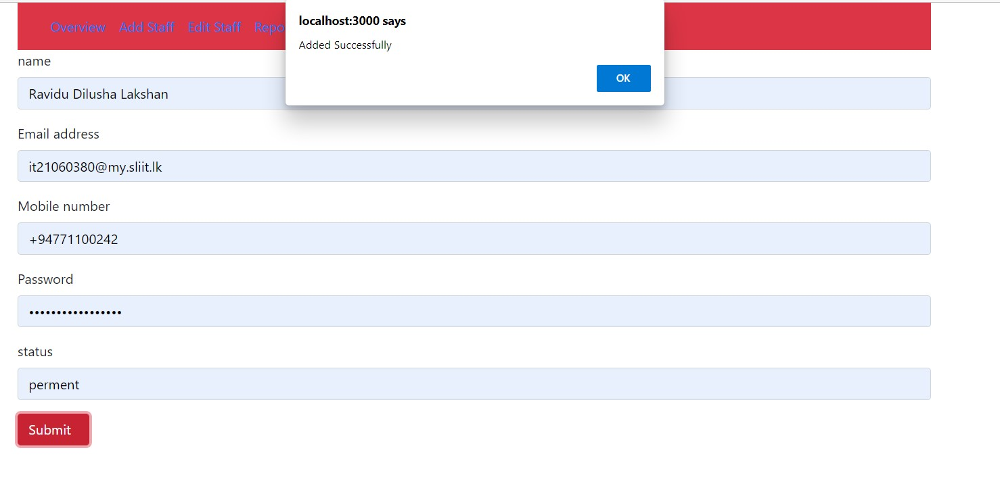 localhost:3000 says
Added Successfully
OK
Overview Add Staff Edit Staff Repo
name
Ravidu Dilusha Lakshan
Email address
it21060380@my.sliit.lk
Mobile number
+94771100242
Password
•••••••••••••••••
status
perment
Submit